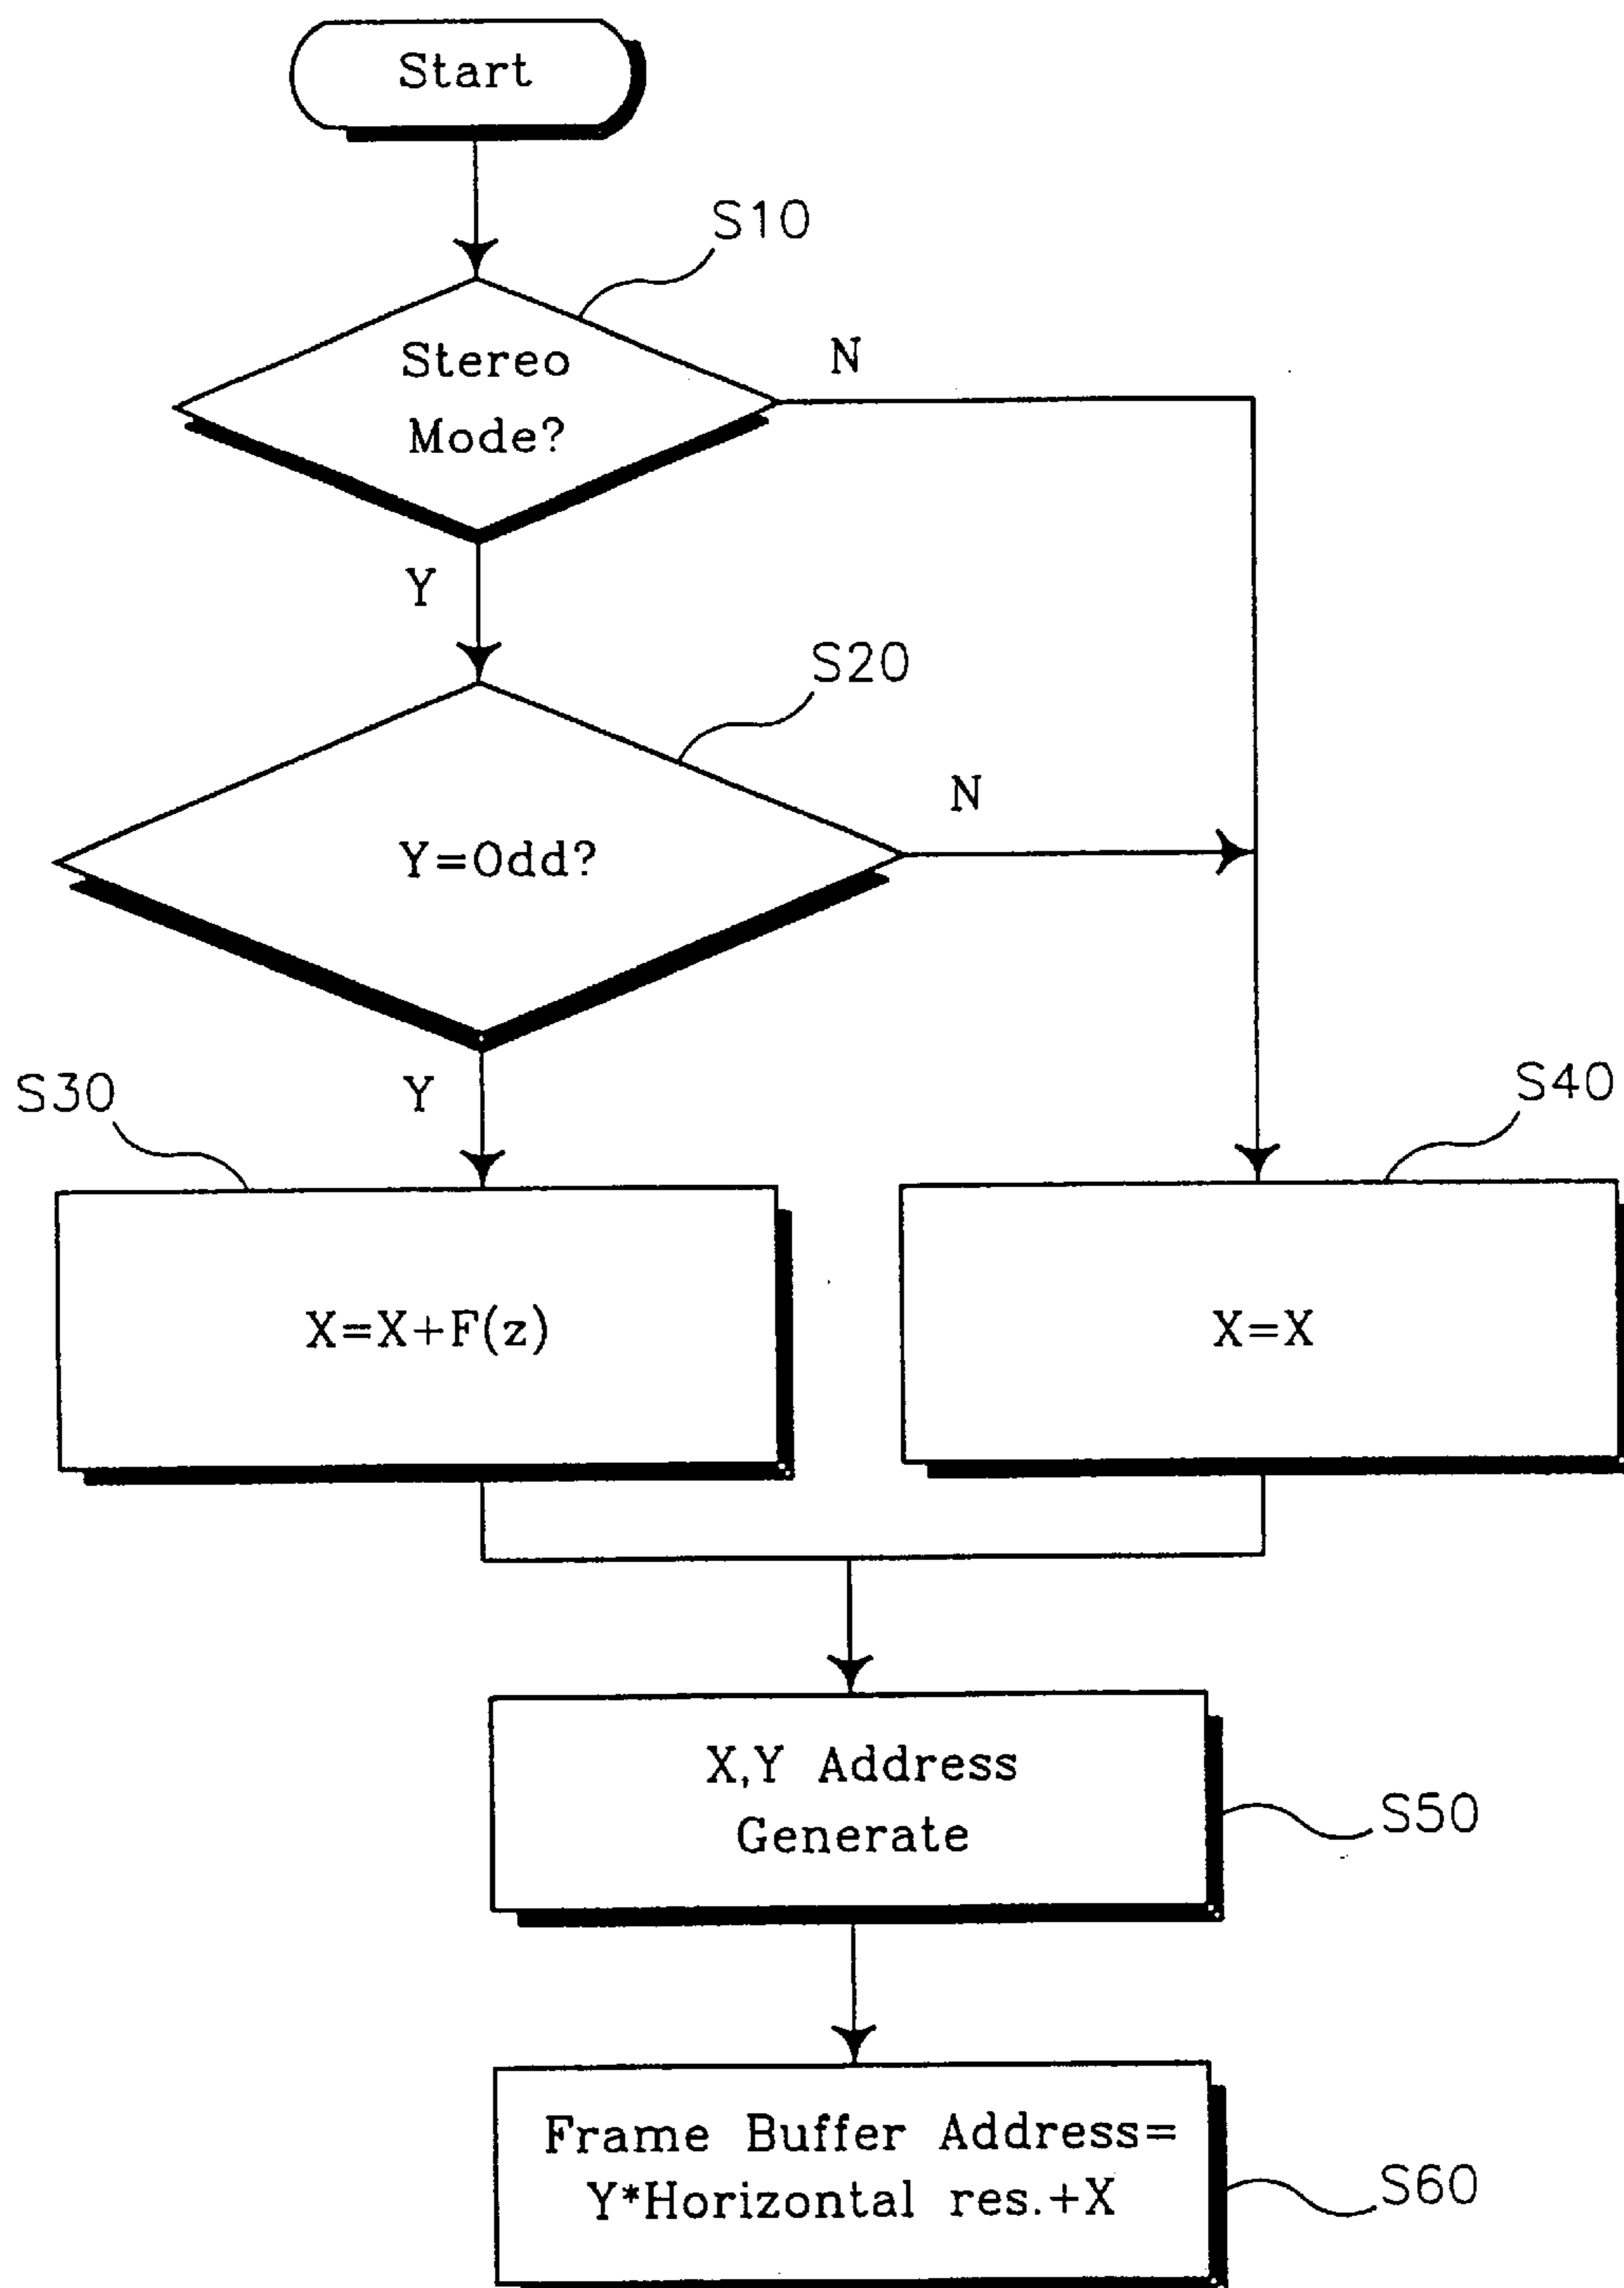 Start
S10
Stereo
Mode?
N
Y
S20
Y=Odd?
N
Y
S30
S40
X=X+F(z)
X=X
X,Y Address
Generate
S50
Frame Buffer Address=
Y*Horizontal res.+X
S60